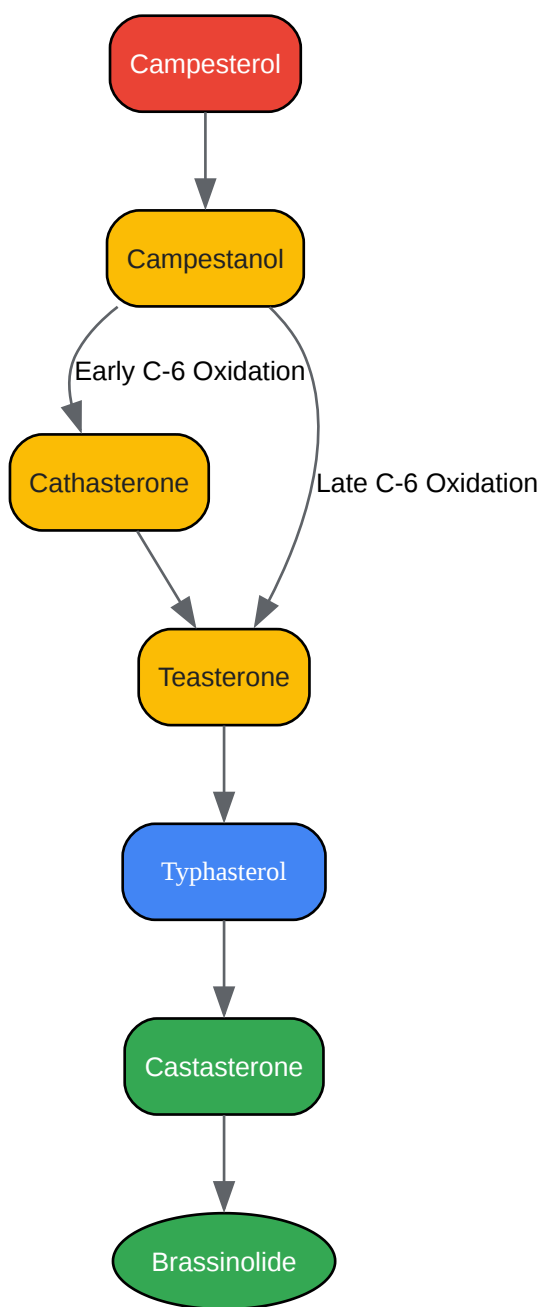 Campesterol
Campestanol
Early C-6 Oxidation
Cathasterone
Late C-6 Oxidation
Teasterone
Typhasterol
Castasterone
Brassinolide